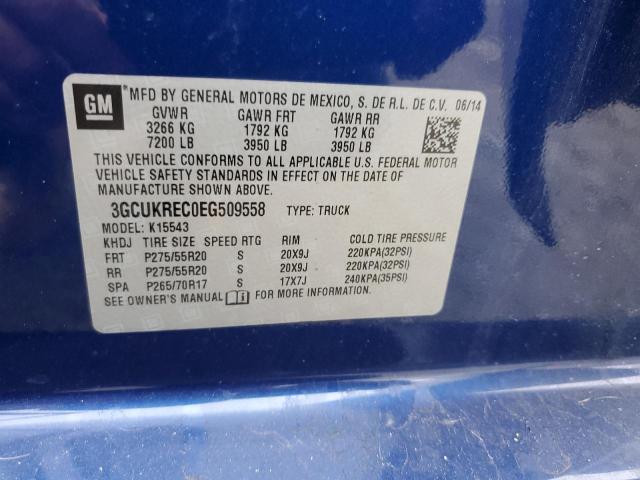 GM *MFD BY GENERAL MOTORS DE MEXICO, S. DE R.L. DE C.V. 06/14
GVWR GAWR FRT GAWR RR
3266 KG 1792 KG 1792 KG
7200 LB 3950 LB 3950 LB
THIS VEHICLE CONFORMS TO ALL APPLICABLE U.S. FEDERAL MOTOR
VEHICLE SAFETY STANDARDS IN EFFECT ON THE DATE OF
MANUFACTURE SHOWN ABOVE.
3GCUKREC0EG509558 TYPE: TRUCK
MODEL: K15543
KHDJ TIRE SIZE SPEED RTG RIM COLD TIRE PRESSURE
FRT P275/55R20 S 20X9J 220KPA(32PSI)
RR P275/55R20 S 20X9J 220KPA(32PSI)
SPA P265/70R17 S 17X7J 240KPA(35PSI)
SEE OWNER'S MANUAL FOR MORE INFORMATION.